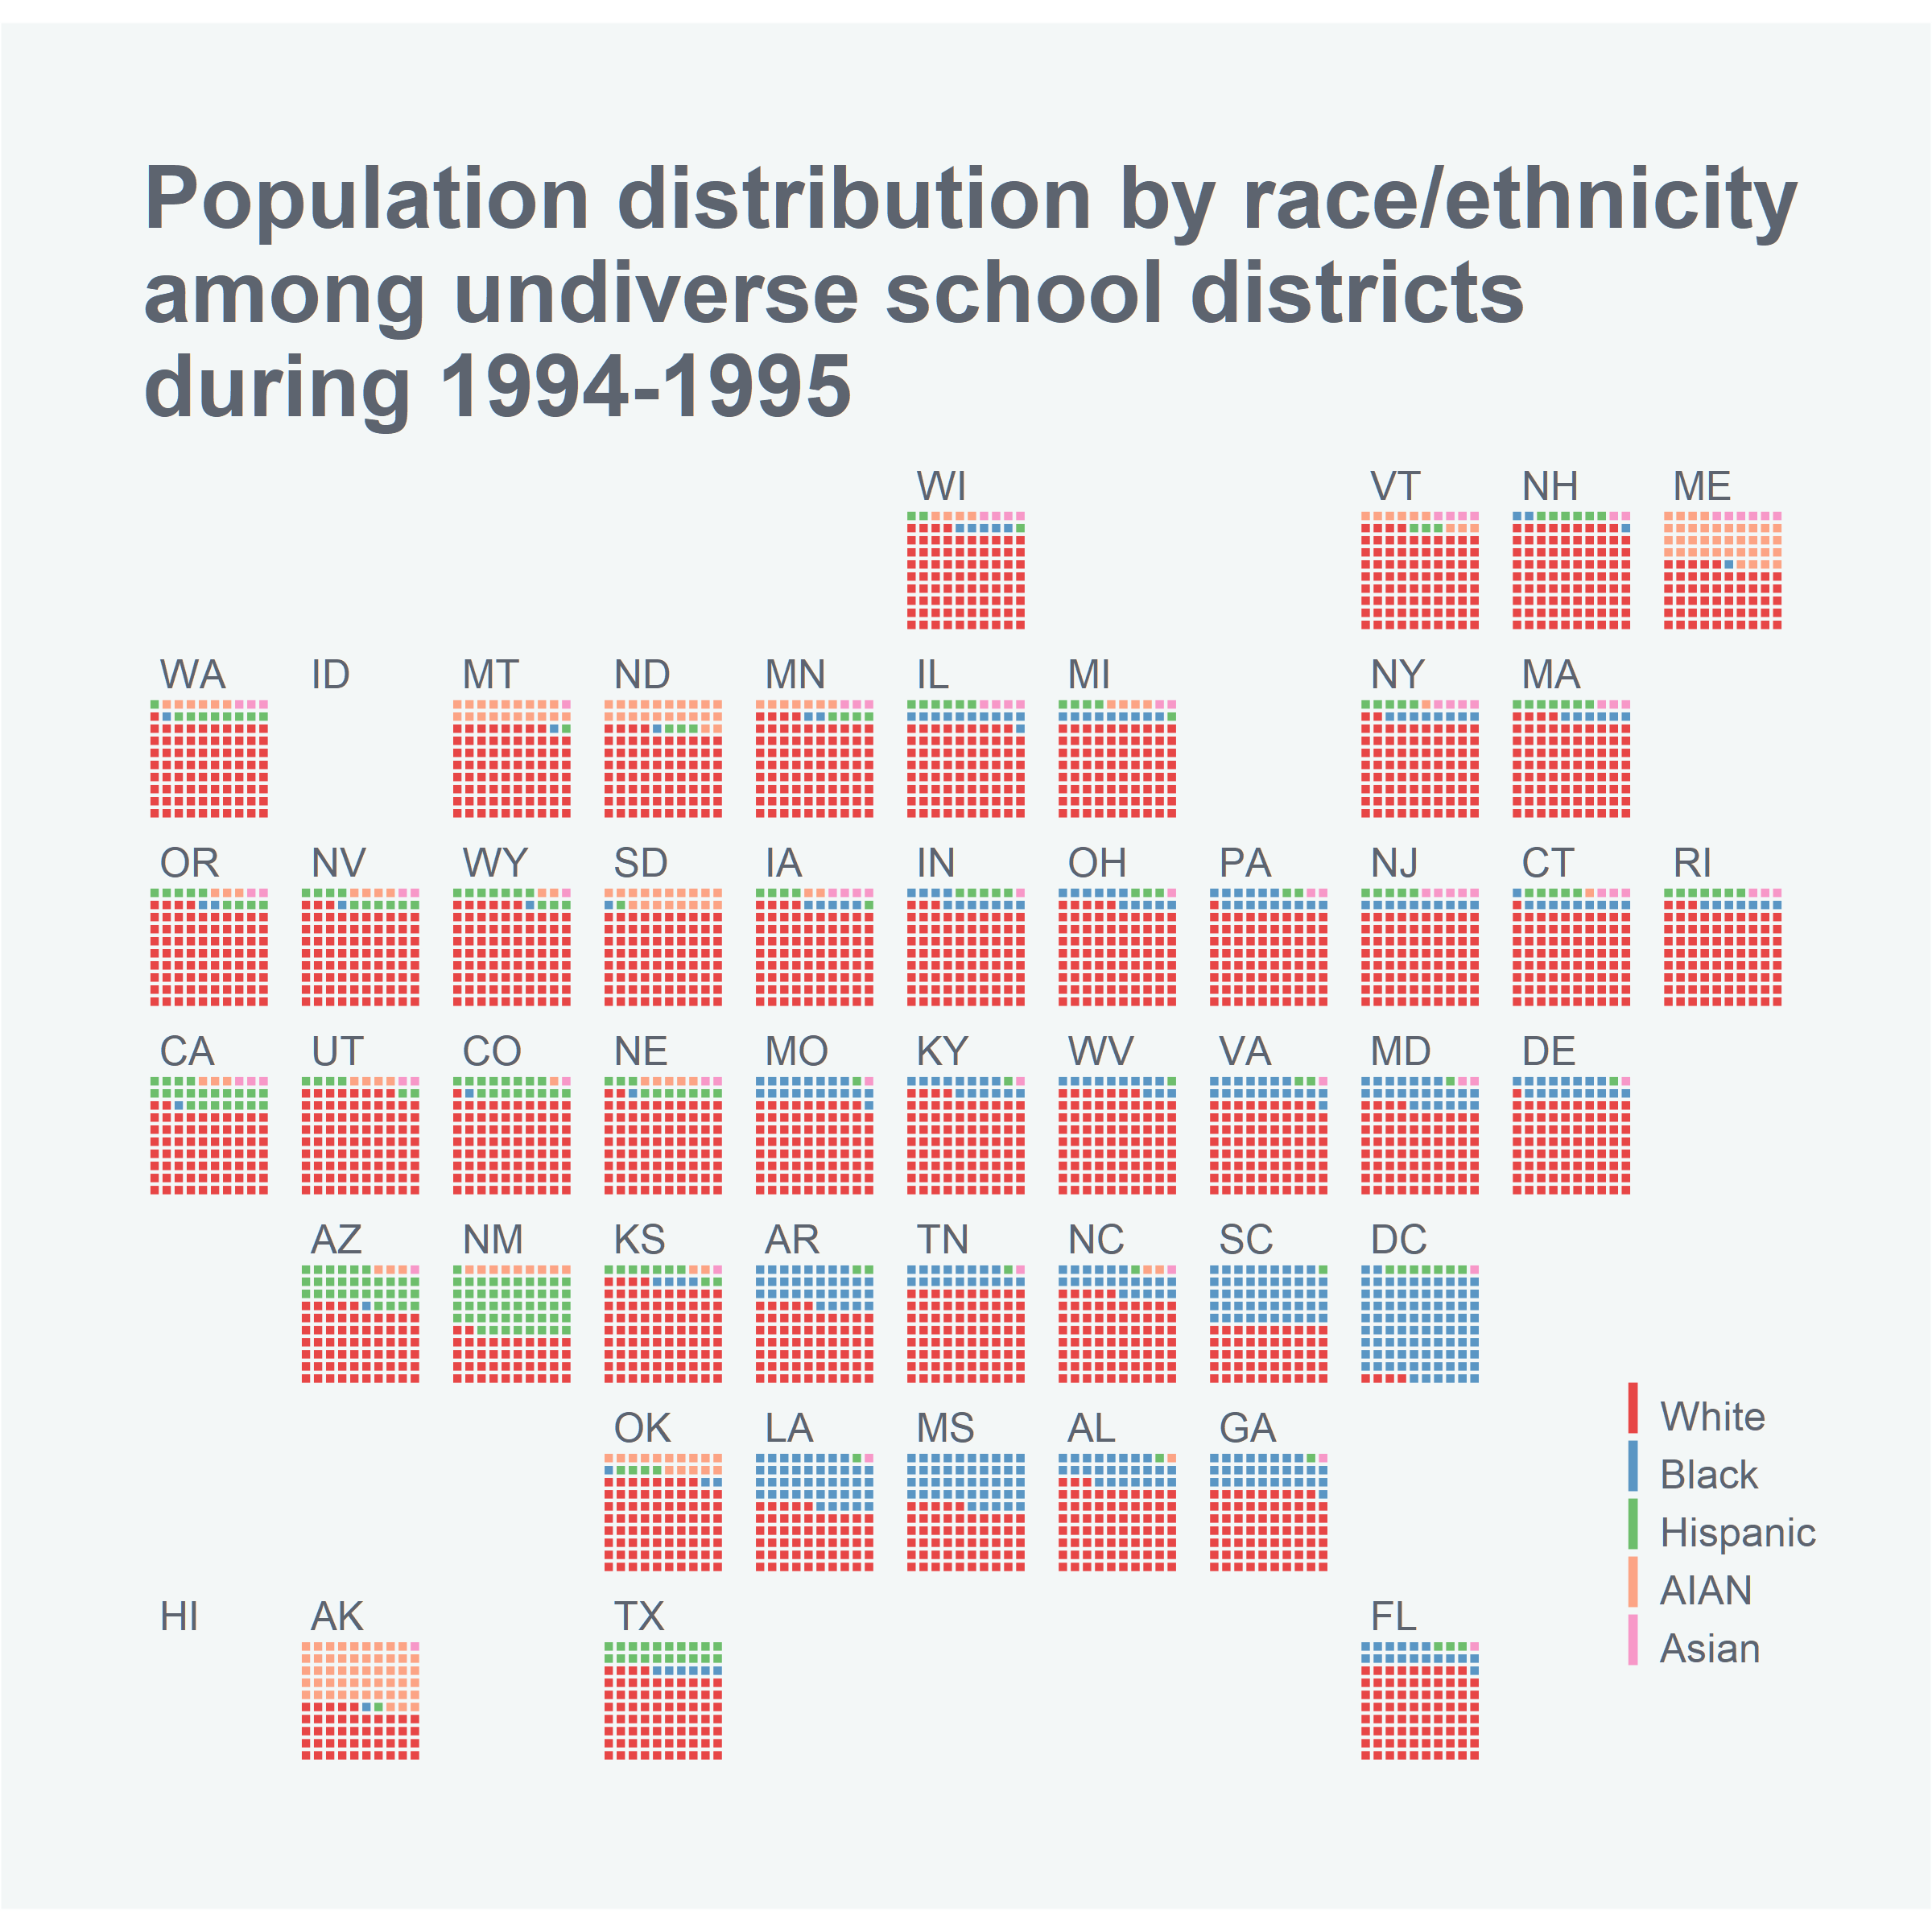 Population distribution by race/ethnicity
among undiverse school districts
during 1994-1995
WI VT NH ME
WA ID MT ND MN IL MI NY MA
OR NV WY SD IA IN OH PA NJ CT RI
CA UT CO NE MO KY WV VA MD DE
AZ NM KS AR TN NC SC DC
OK LA MS AL GA
HI AK TX FL
White
Black
Hispanic
AIAN
Asian